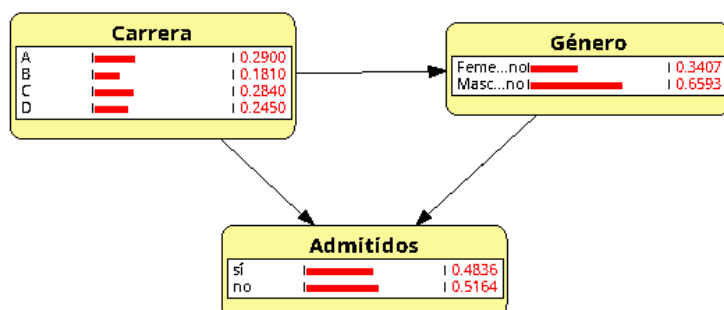 Carrera
A 0.2900
B 0.1810
C 0.2840
D 0.2450
Género
Feme...no 0.3407
Masc...no 0.6593
Admitidos
sí 0.4836
no 0.5164